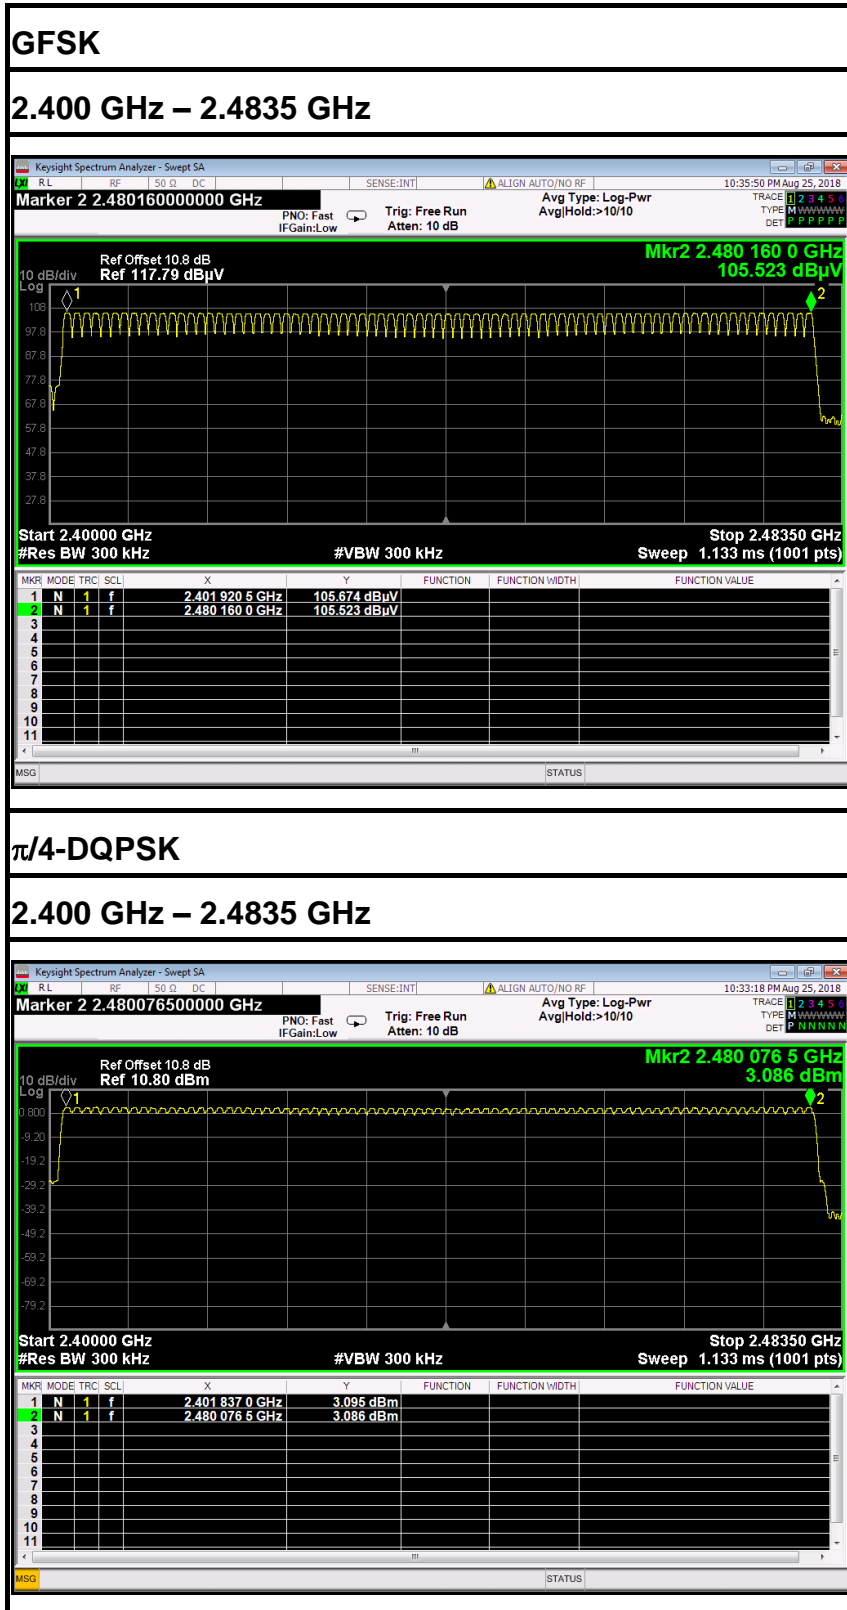 GFSK
2.400 GHz – 2.4835 GHz
Keysight Spectrum Analyzer - Swept SA
LXI RL RF 50 Ω DC SENSE:INT ALIGN AUTO/NO RF 10:35:50 PM Aug 25, 2018
Marker 2 2.480160000000 GHz
PNO: Fast
IFGain:Low
Trig: Free Run
Atten: 10 dB
Avg Type: Log-Pwr
Avg|Hold:>10/10
TRACE 1 2 3 4 5 6
TYPE M WWWWW
DET P P P P P P
Mkr2 2.480 160 0 GHz
105.523 dBµV
Ref Offset 10.8 dB
10 dB/div Ref 117.79 dBµV
Log
1
2
108
97.8
87.8
77.8
67.8
57.8
47.8
37.8
27.8
Start 2.40000 GHz Stop 2.48350 GHz
#Res BW 300 kHz #VBW 300 kHz Sweep 1.133 ms (1001 pts)
MKR MODE TRC SCL X Y FUNCTION FUNCTION WIDTH FUNCTION VALUE
1 N 1 f 2.401 920 5 GHz 105.674 dBµV
2 N 1 f 2.480 160 0 GHz 105.523 dBµV
3
4
5
6
7
8
9
10
11
MSG STATUS
π/4-DQPSK
2.400 GHz – 2.4835 GHz
Keysight Spectrum Analyzer - Swept SA
LXI RL RF 50 Ω DC SENSE:INT ALIGN AUTO/NO RF 10:33:18 PM Aug 25, 2018
Marker 2 2.480076500000 GHz
PNO: Fast
IFGain:Low
Trig: Free Run
Atten: 10 dB
Avg Type: Log-Pwr
Avg|Hold:>10/10
TRACE 1 2 3 4 5 6
TYPE M WWWWW
DET P N N N N N
Mkr2 2.480 076 5 GHz
3.086 dBm
Ref Offset 10.8 dB
10 dB/div Ref 10.80 dBm
Log
1
2
0.800
-9.20
-19.2
-29.2
-39.2
-49.2
-59.2
-69.2
-79.2
Start 2.40000 GHz Stop 2.48350 GHz
#Res BW 300 kHz #VBW 300 kHz Sweep 1.133 ms (1001 pts)
MKR MODE TRC SCL X Y FUNCTION FUNCTION WIDTH FUNCTION VALUE
1 N 1 f 2.401 837 0 GHz 3.095 dBm
2 N 1 f 2.480 076 5 GHz 3.086 dBm
3
4
5
6
7
8
9
10
11
MSG STATUS